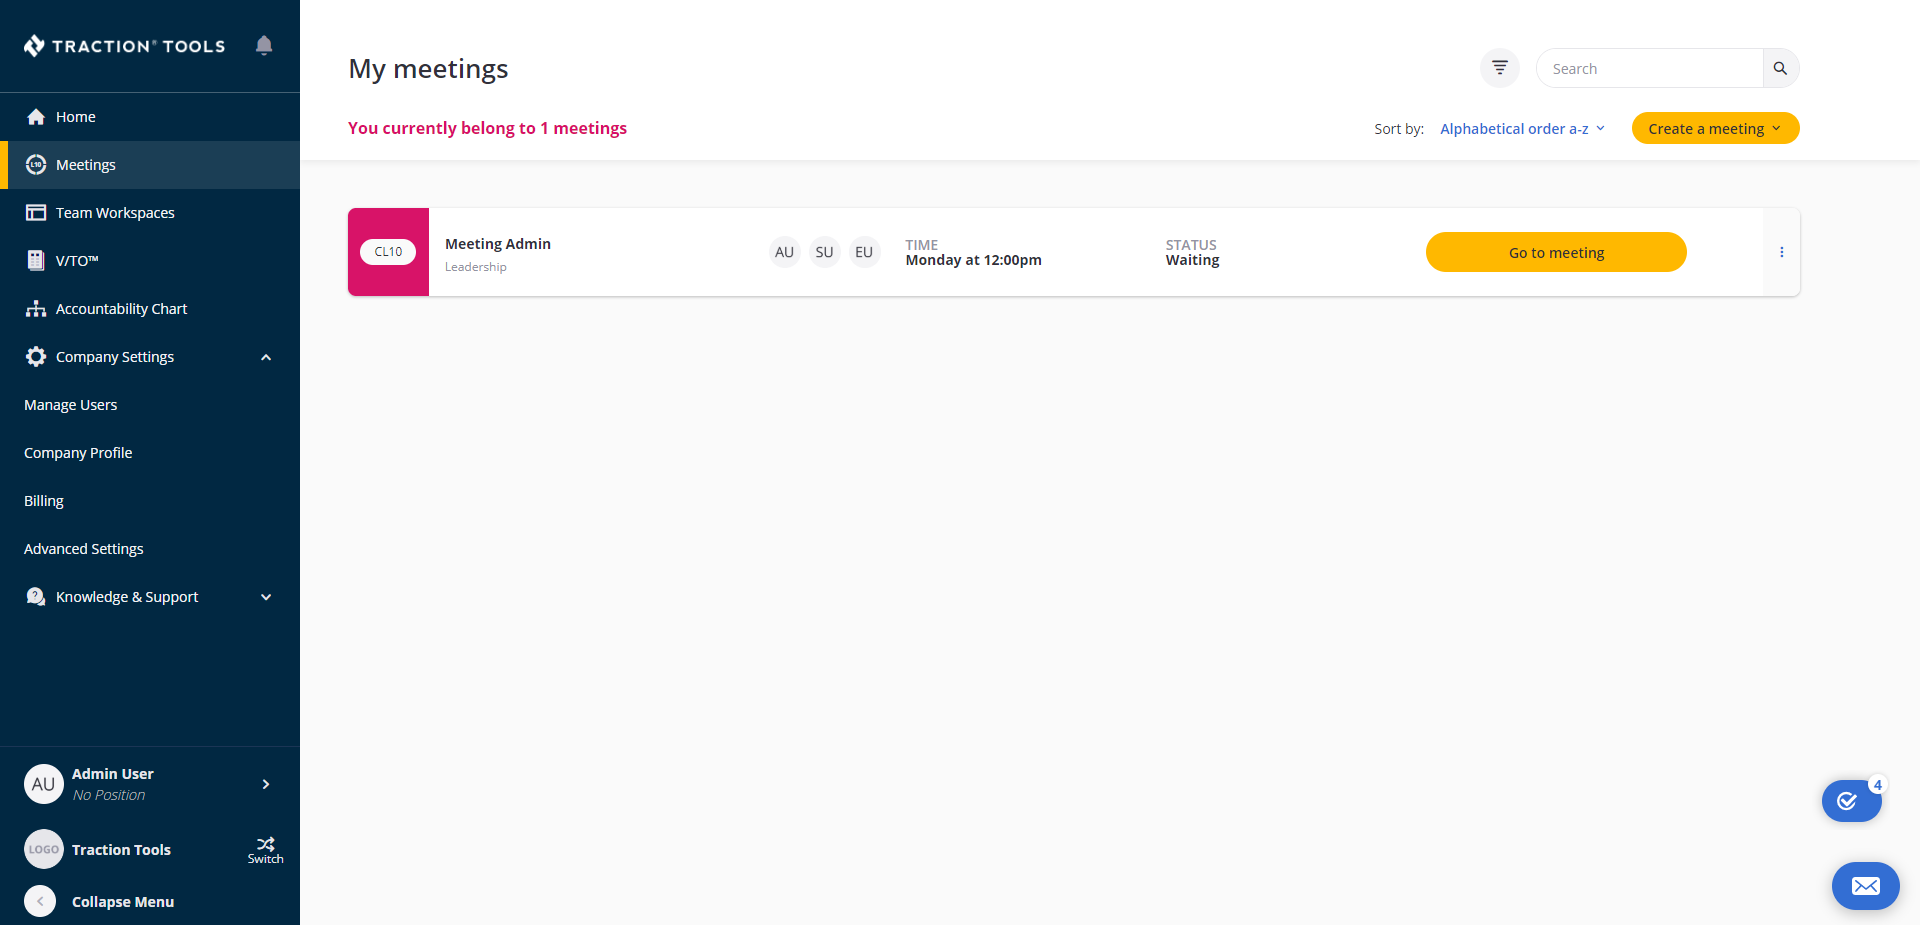 TRACTION® TOOLS
Home
L10
Meetings
Team Workspaces
V/TO™
Accountability Chart
Company Settings
Manage Users
Company Profile
Billing
Advanced Settings
?
Knowledge & Support
AU
Admin User
No Position
LOGO
Traction Tools
Switch
Collapse Menu
My meetings
Search
You currently belong to 1 meetings
Sort by: Alphabetical order a-z
Create a meeting
CL10
Meeting Admin
Leadership
AU SU EU
TIME
Monday at 12:00pm
STATUS
Waiting
Go to meeting
4